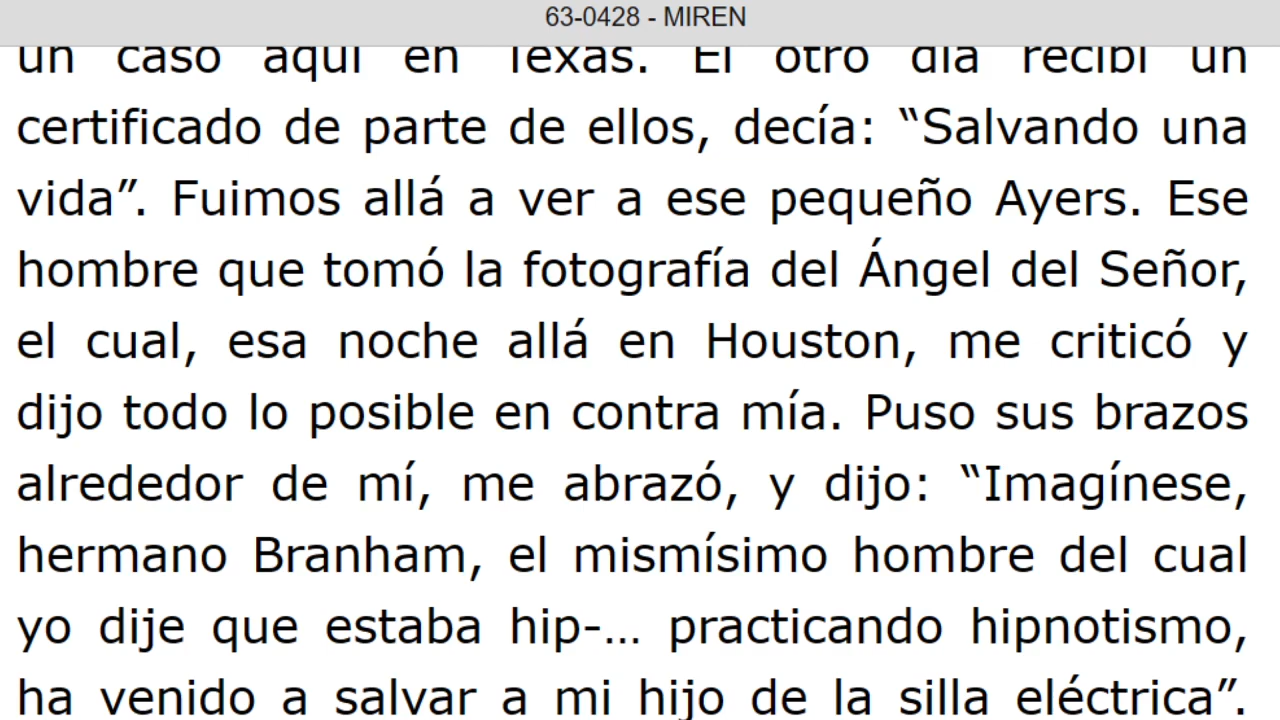 63-0428 - MIREN
un caso aquí en Texas. El otro día recibí un
certificado de parte de ellos, decía: “Salvando una
vida”. Fuimos allá a ver a ese pequeño Ayers. Ese
hombre que tomó la fotografía del Ángel del Señor,
el cual, esa noche allá en Houston, me criticó y
dijo todo lo posible en contra mía. Puso sus brazos
alrededor de mí, me abrazó, y dijo: “Imagínese,
hermano Branham, el mismísimo hombre del cual
yo dije que estaba hip-... practicando hipnotismo,
ha venido a salvar a mi hijo de la silla eléctrica”.